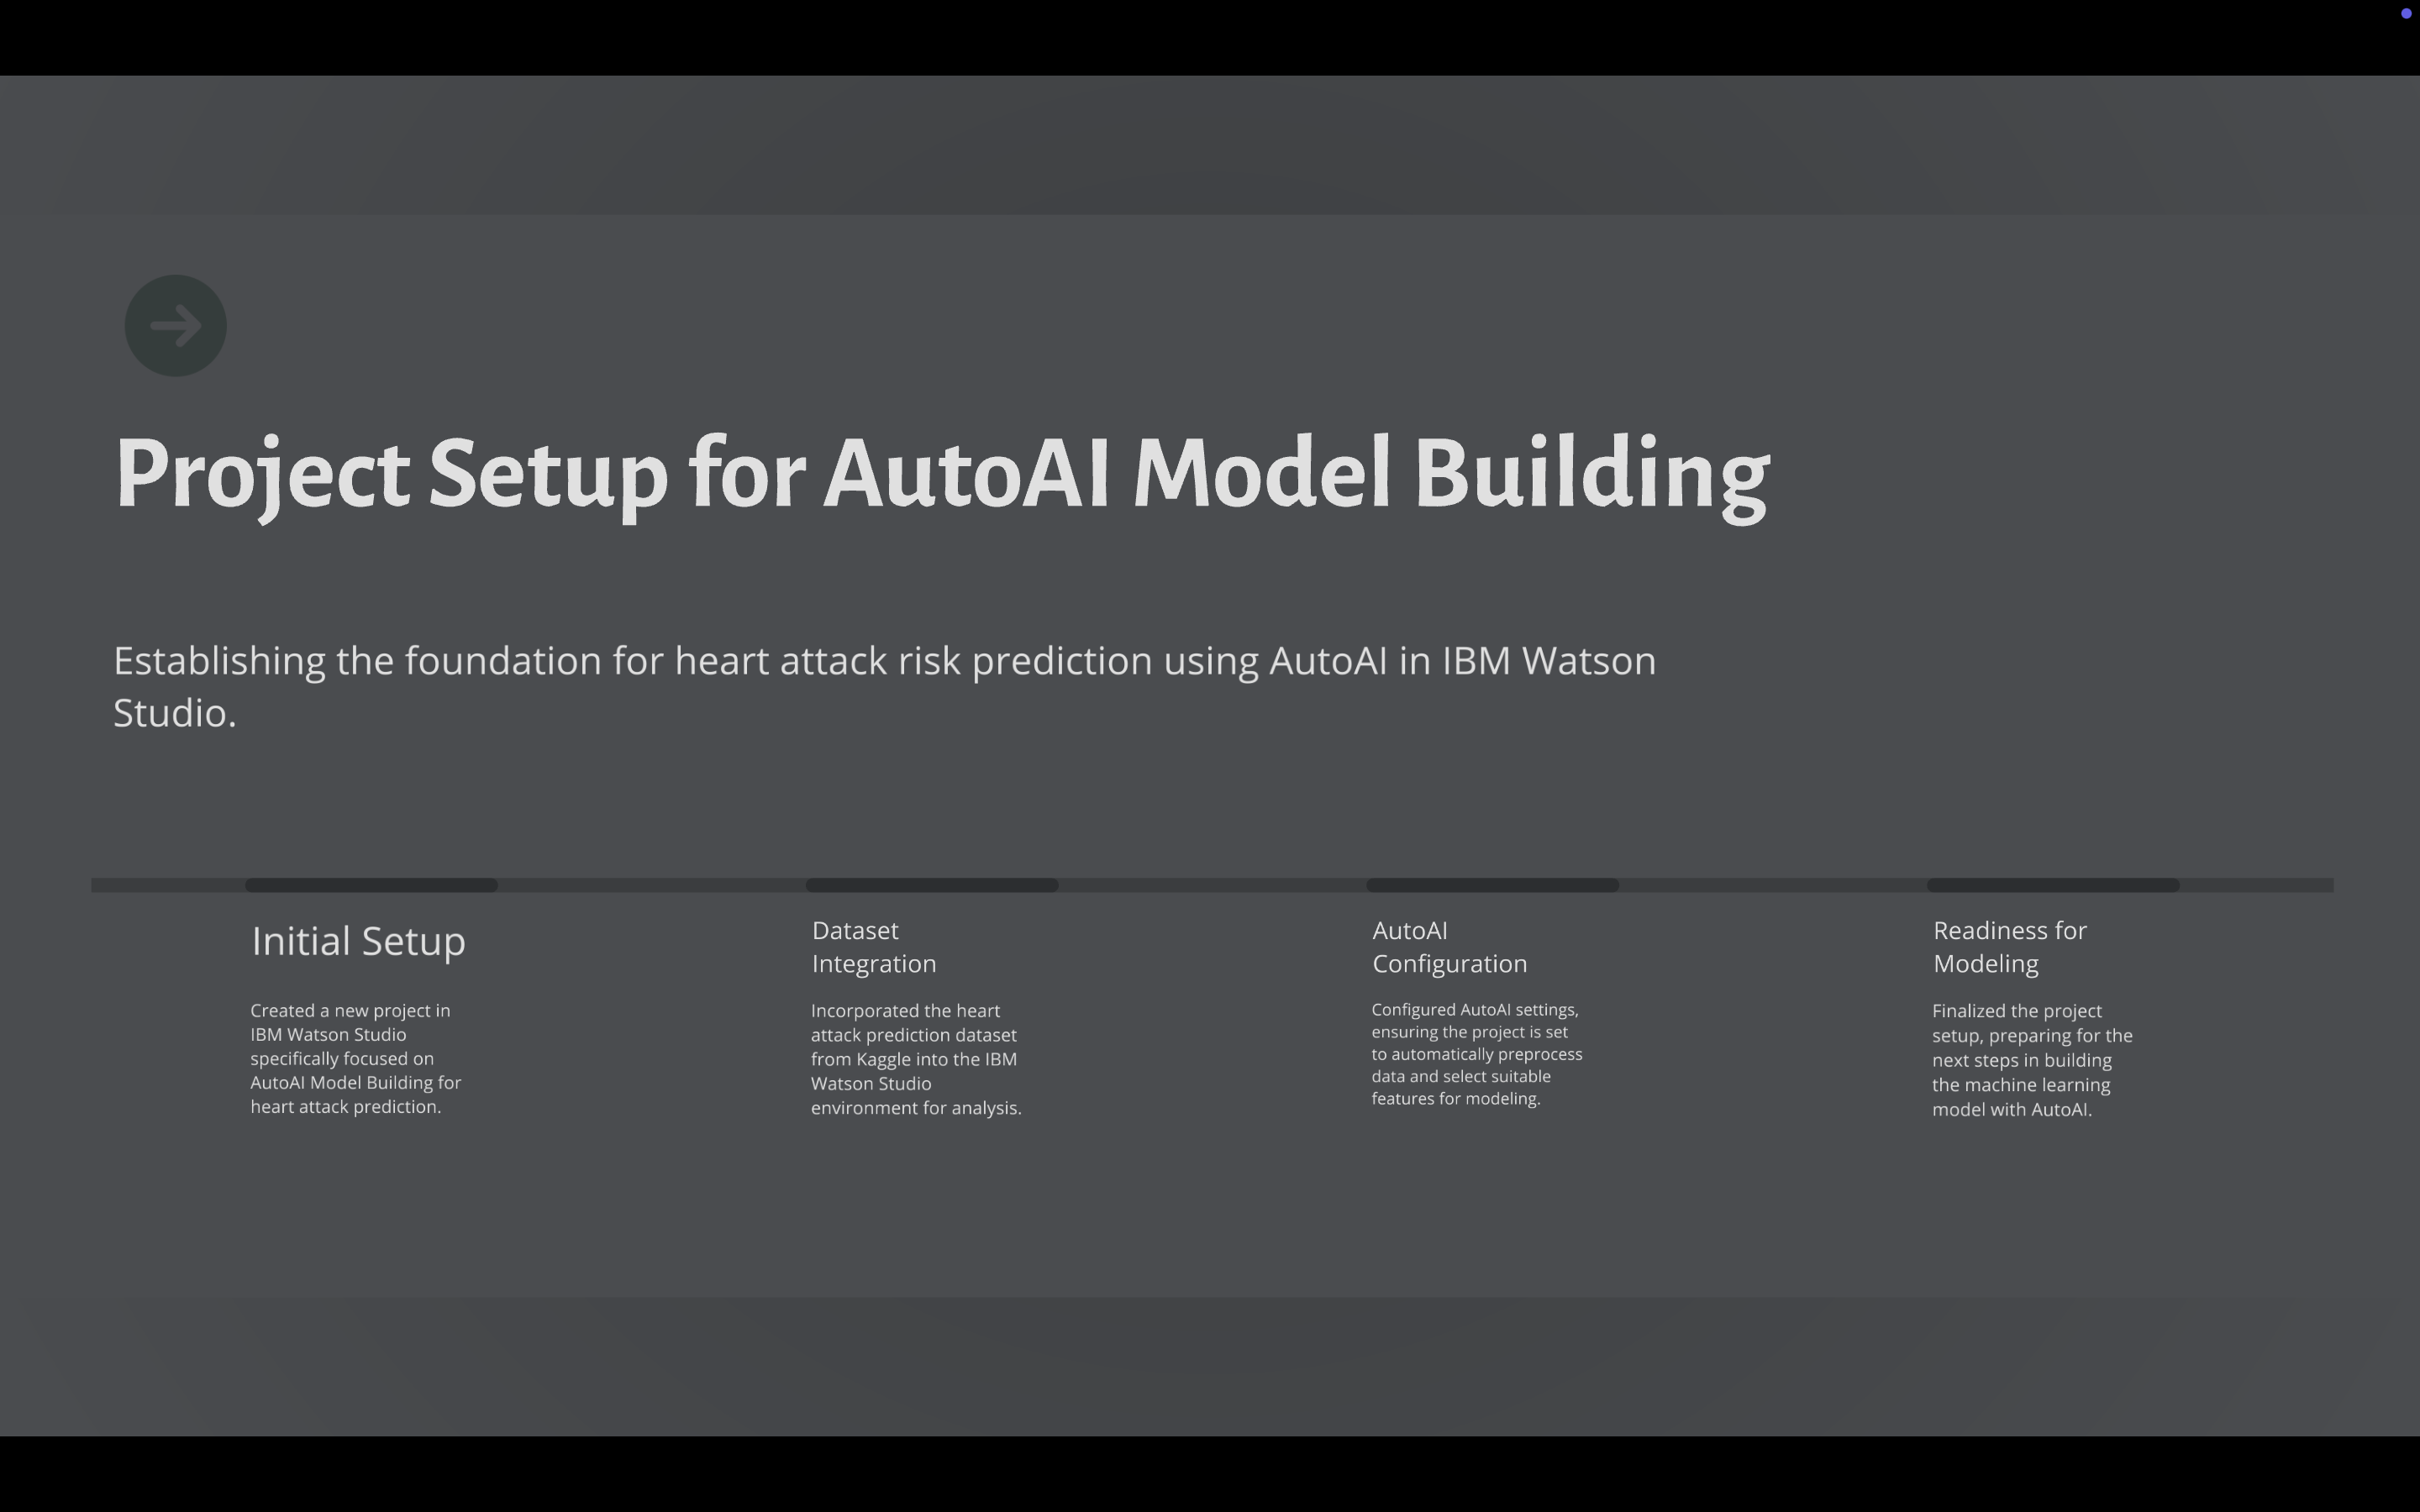 Project Setup for AutoAI Model Building
Establishing the foundation for heart attack risk prediction using AutoAI in IBM Watson
Studio.
Initial Setup
Created a new project in
IBM Watson Studio
specifically focused on
AutoAI Model Building for
heart attack prediction.
Dataset
Integration
Incorporated the heart
attack prediction dataset
from Kaggle into the IBM
Watson Studio
environment for analysis.
AutoAI
Configuration
Configured AutoAI settings,
ensuring the project is set
to automatically preprocess
data and select suitable
features for modeling.
Readiness for
Modeling
Finalized the project
setup, preparing for the
next steps in building
the machine learning
model with AutoAI.